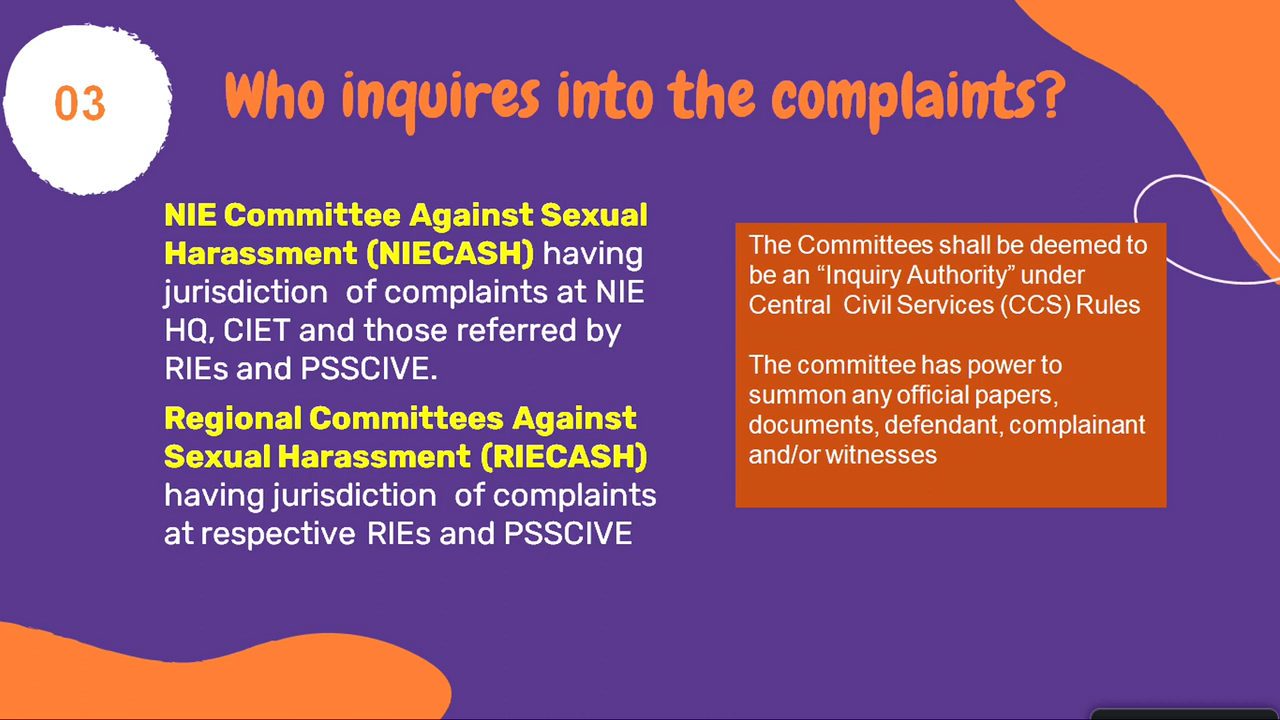 03
Who inquires into the complaints?
NIE Committee Against Sexual
Harassment (NIECASH) having
jurisdiction of complaints at NIE
HQ, CIET and those referred by
RIEs and PSSCIVE.
Regional Committees Against
Sexual Harassment (RIECASH)
having jurisdiction of complaints
at respective RIEs and PSSCIVE
The Committees shall be deemed to
be an “Inquiry Authority” under
Central Civil Services (CCS) Rules
The committee has power to
summon any official papers,
documents, defendant, complainant
and/or witnesses